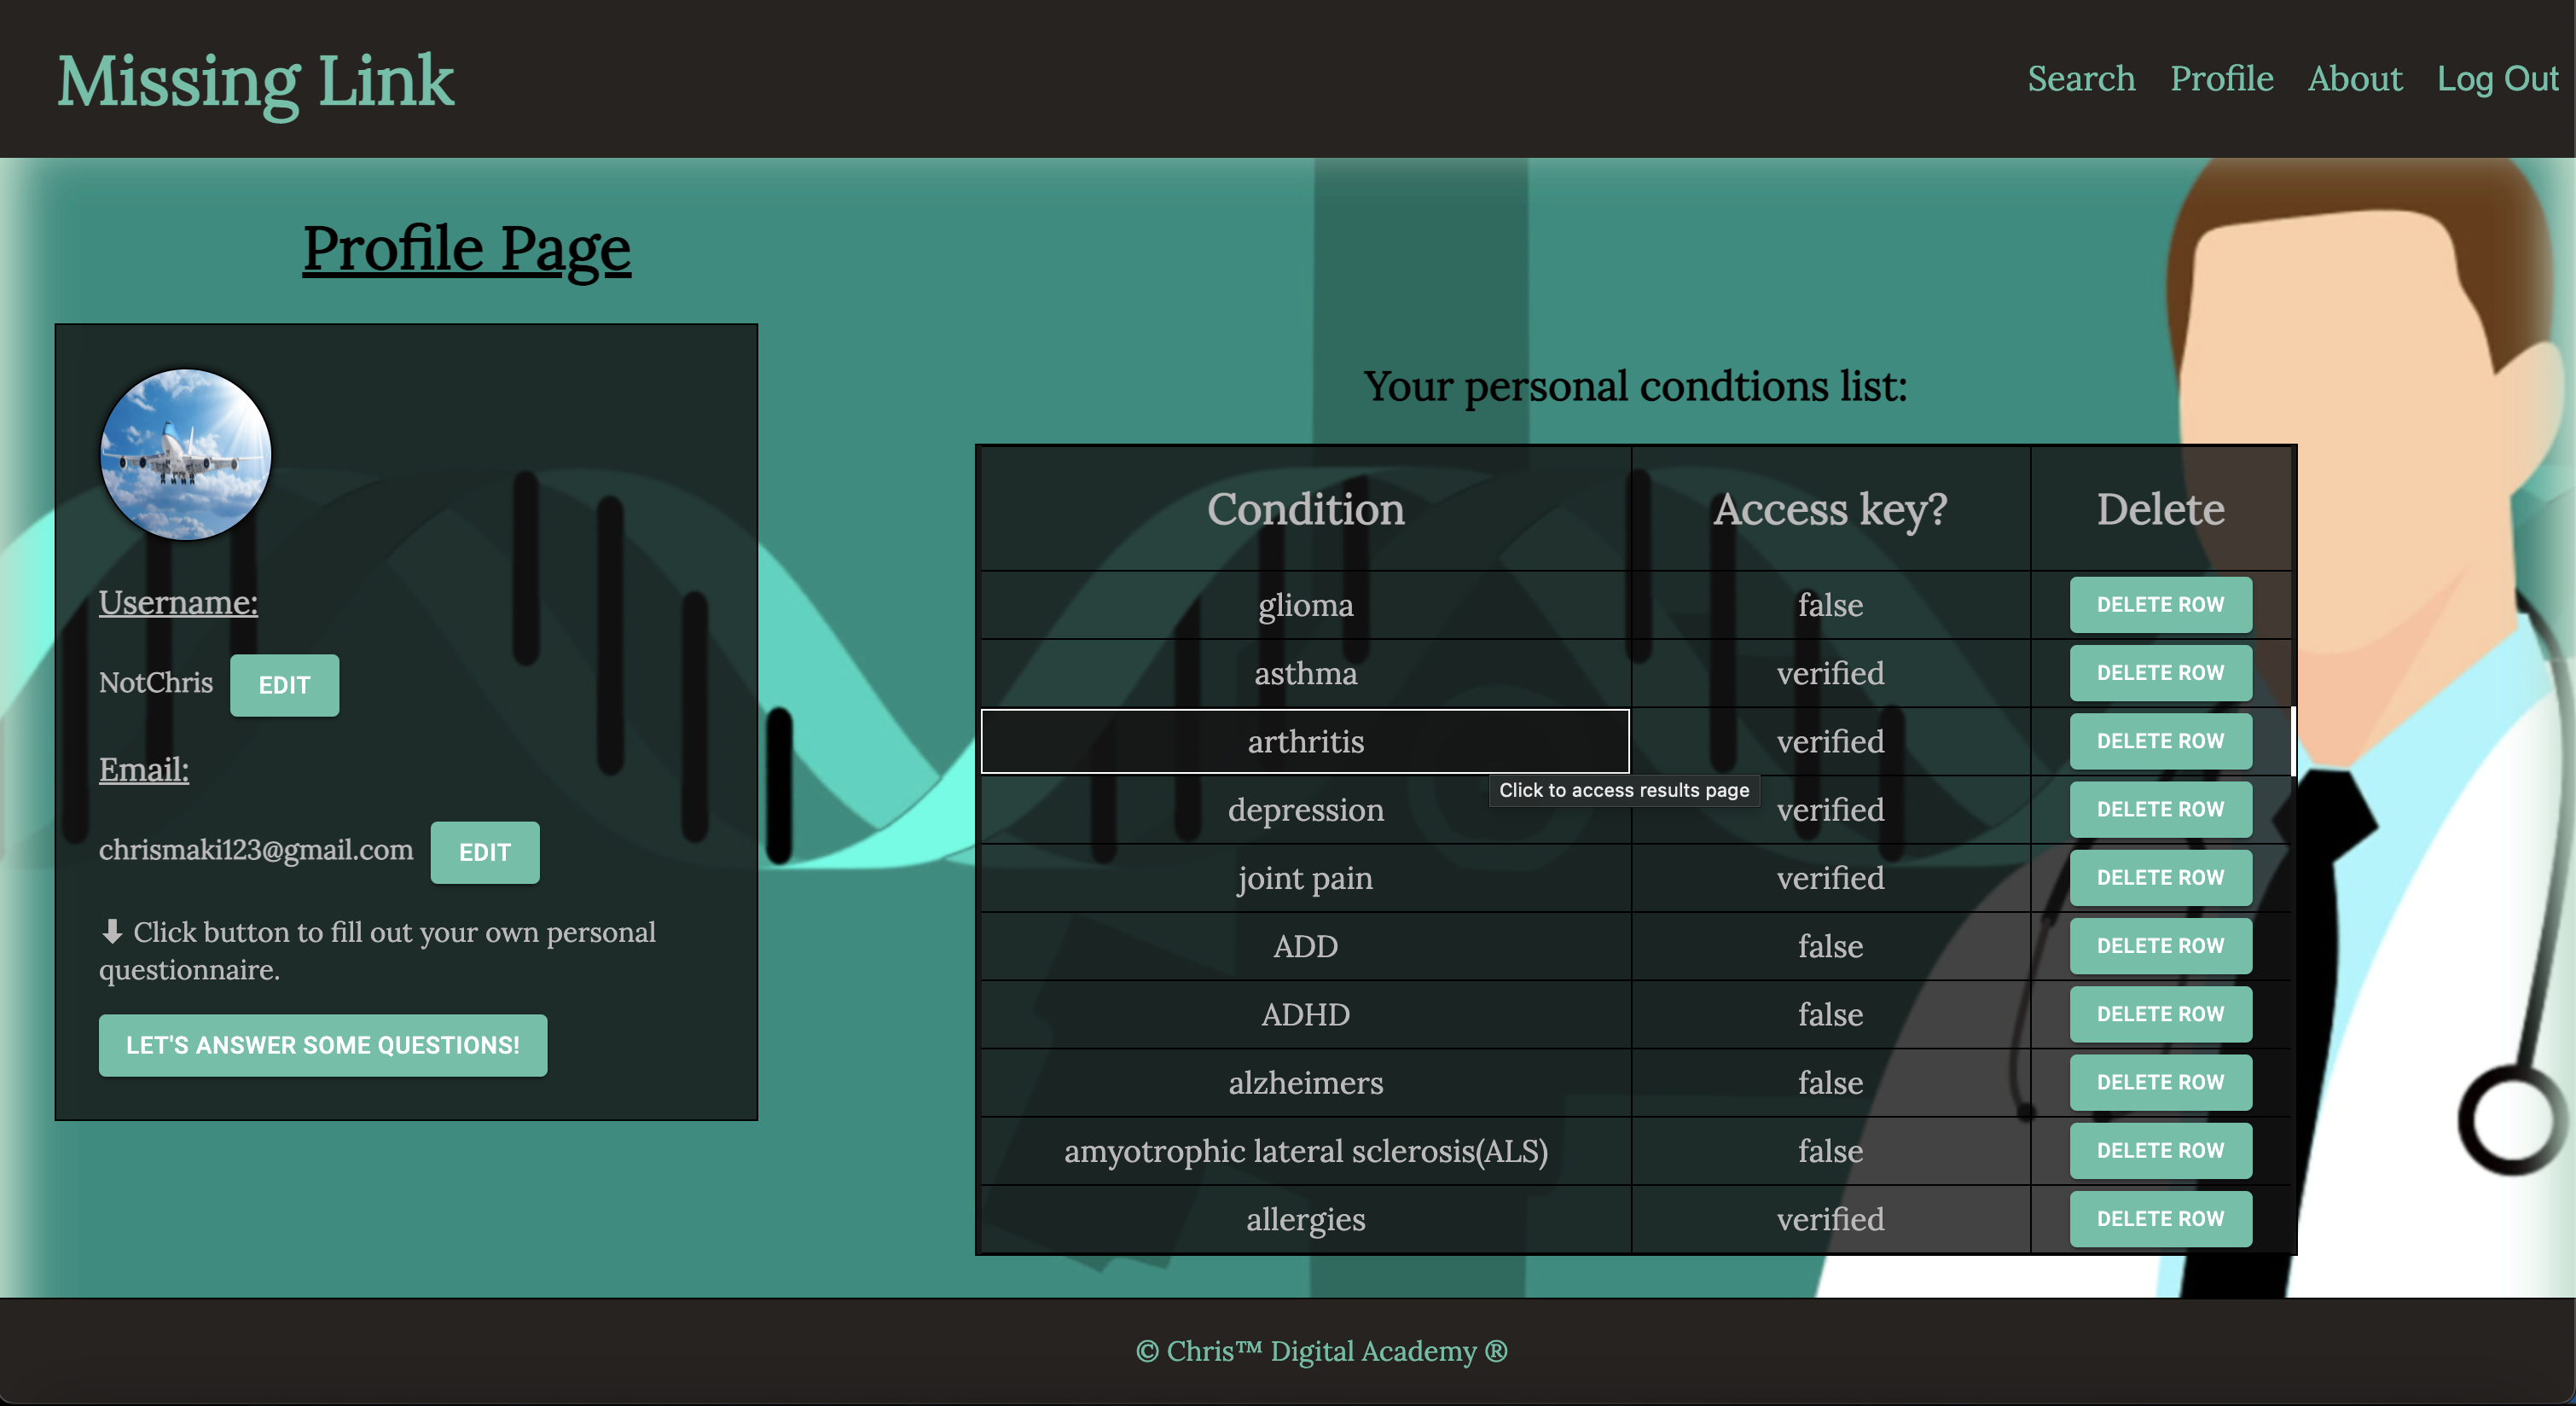 Missing Link
Search Profile About Log Out
Profile Page
Username:
NotChris EDIT
Email:
chrismaki123@gmail.com EDIT
⬇ Click button to fill out your own personal
questionnaire.
LET'S ANSWER SOME QUESTIONS!
Your personal condtions list:
Condition Access key? Delete
glioma false DELETE ROW
asthma verified DELETE ROW
arthritis verified DELETE ROW
Click to access results page
depression verified DELETE ROW
joint pain verified DELETE ROW
ADD false DELETE ROW
ADHD false DELETE ROW
alzheimers false DELETE ROW
amyotrophic lateral sclerosis(ALS) false DELETE ROW
allergies verified DELETE ROW
© Chris™ Digital Academy ®